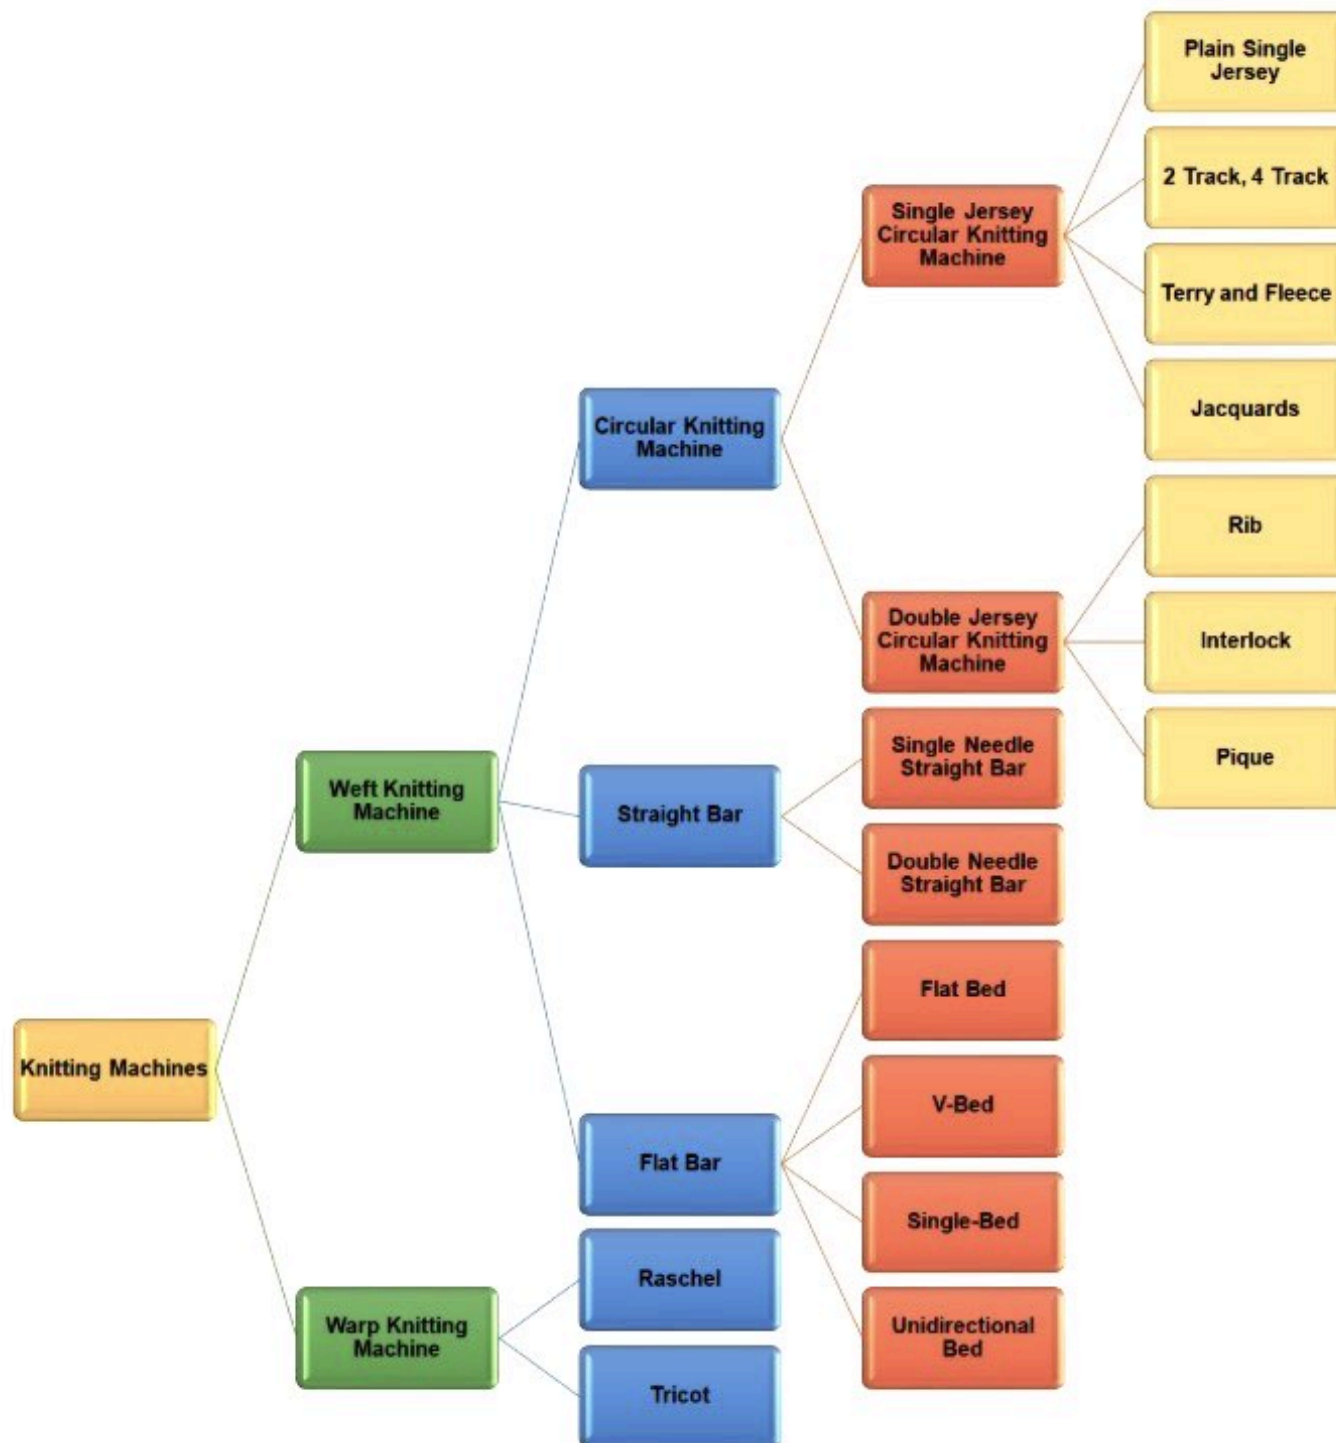 Knitting Machines
Weft Knitting
Machine
Circular Knitting
Machine
Single Jersey
Circular Knitting
Machine
Plain Single
Jersey
2 Track, 4 Track
Terry and Fleece
Jacquards
Double Jersey
Circular Knitting
Machine
Rib
Interlock
Pique
Straight Bar
Single Needle
Straight Bar
Double Needle
Straight Bar
Flat Bar
Flat Bed
V-Bed
Single-Bed
Unidirectional
Bed
Warp Knitting
Machine
Raschel
Tricot